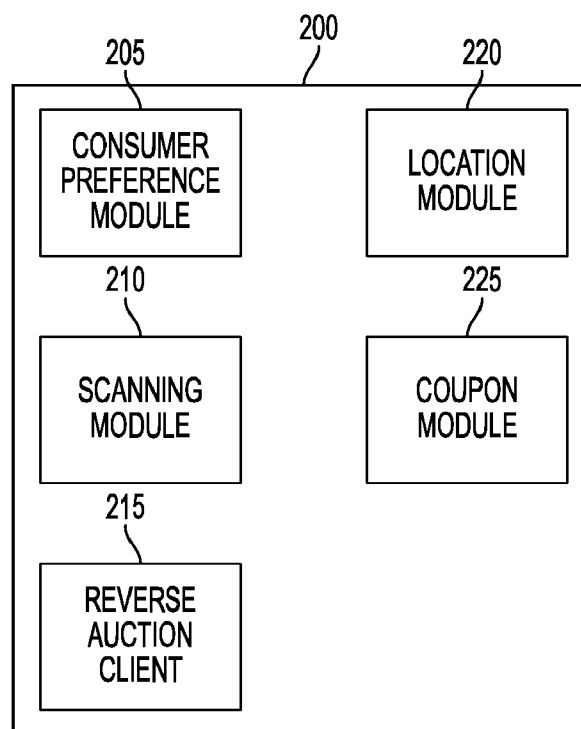 200
205
220
CONSUMER
PREFERENCE
MODULE
LOCATION
MODULE
210
225
SCANNING
MODULE
COUPON
MODULE
215
REVERSE
AUCTION
CLIENT